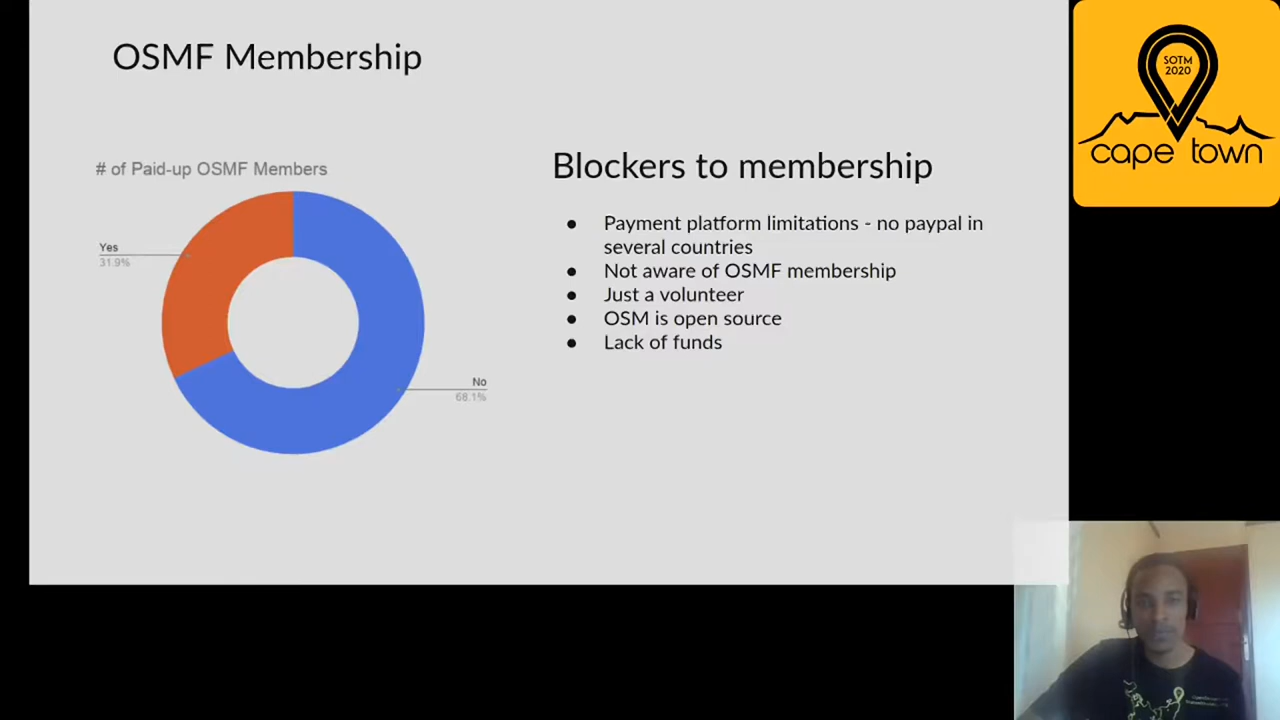 OSMF Membership
# of Paid-up OSMF Members
Yes
31.9%
No
68.1%
Blockers to membership
● Payment platform limitations - no paypal in
several countries
● Not aware of OSMF membership
● Just a volunteer
● OSM is open source
● Lack of funds
SOTM
2020
cape town